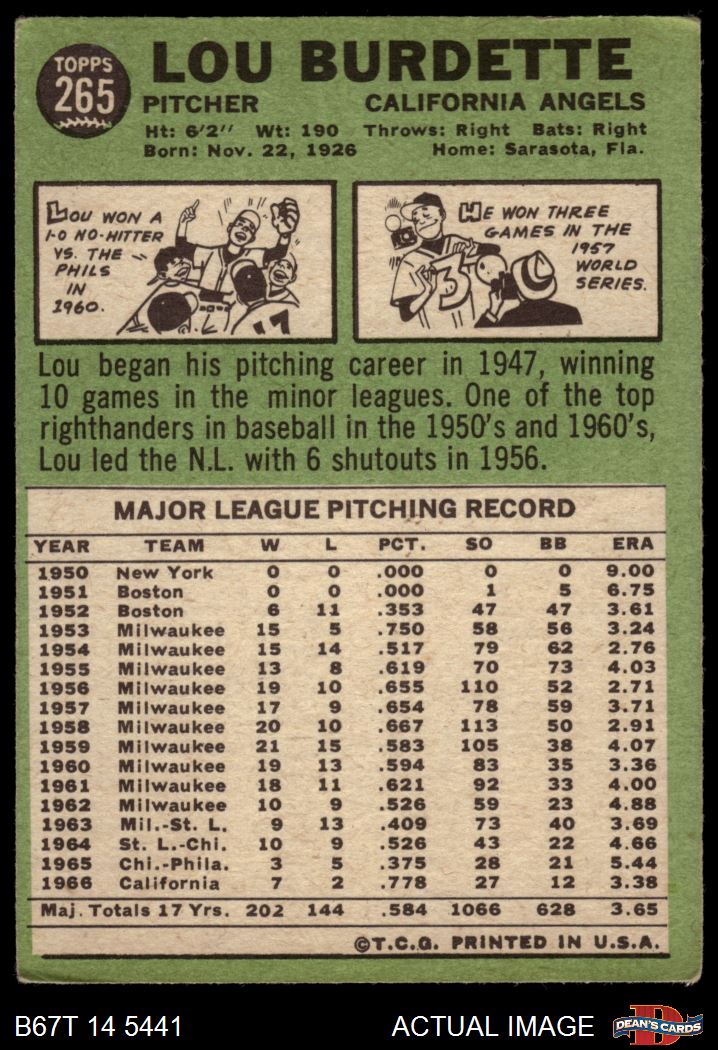 TOPPS
265
LOU BURDETTE
PITCHER CALIFORNIA ANGELS
Ht: 6'2'' Wt: 190 Throws: Right Bats: Right
Born: Nov. 22, 1926 Home: Sarasota, Fla.
LOU WON A
1-0 NO-HITTER
VS. THE
PHILS
IN
1960.
17
HE WON THREE
GAMES IN THE
1957
WORLD
SERIES.
3
Lou began his pitching career in 1947, winning
10 games in the minor leagues. One of the top
righthanders in baseball in the 1950's and 1960's,
Lou led the N.L. with 6 shutouts in 1956.
MAJOR LEAGUE PITCHING RECORD
YEAR TEAM W L PCT. SO BB ERA
1950 New York 0 0 .000 0 0 9.00
1951 Boston 0 0 .000 1 5 6.75
1952 Boston 6 11 .353 47 47 3.61
1953 Milwaukee 15 5 .750 58 56 3.24
1954 Milwaukee 15 14 .517 79 62 2.76
1955 Milwaukee 13 8 .619 70 73 4.03
1956 Milwaukee 19 10 .655 110 52 2.71
1957 Milwaukee 17 9 .654 78 59 3.71
1958 Milwaukee 20 10 .667 113 50 2.91
1959 Milwaukee 21 15 .583 105 38 4.07
1960 Milwaukee 19 13 .594 83 35 3.36
1961 Milwaukee 18 11 .621 92 33 4.00
1962 Milwaukee 10 9 .526 59 23 4.88
1963 Mil.-St. L. 9 13 .409 73 40 3.69
1964 St. L.-Chi. 10 9 .526 43 22 4.66
1965 Chi.-Phila. 3 5 .375 28 21 5.44
1966 California 7 2 .778 27 12 3.38
Maj. Totals 17 Yrs. 202 144 .584 1066 628 3.65
©T.C.G. PRINTED IN U.S.A.
B67T 14 5441 ACTUAL IMAGE D DEAN'S CARDS